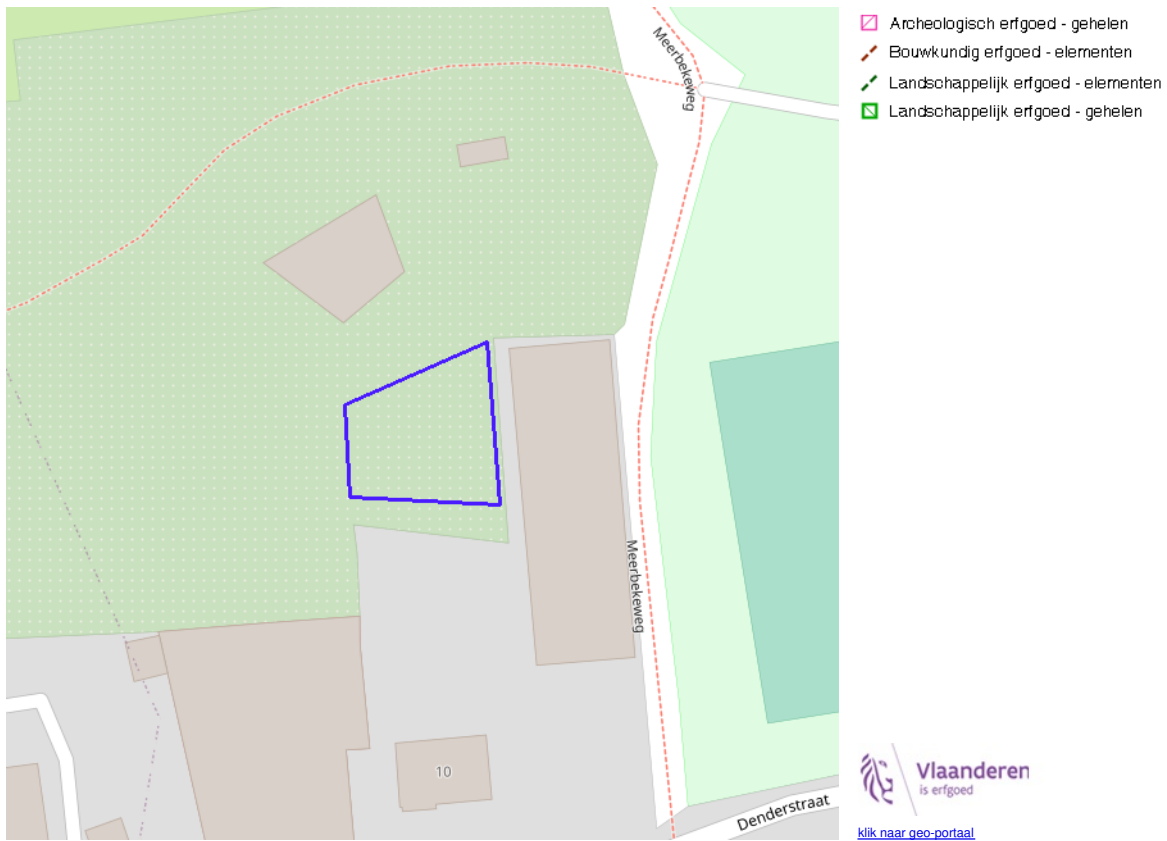 Meerbekeweg
Meerbekeweg
10
Denderstraat
Archeologisch erfgoed - gehelen
Bouwkundig erfgoed - elementen
Landschappelijk erfgoed - elementen
Landschappelijk erfgoed - gehelen
Vlaanderen
is erfgoed
klik naar geo-portaal